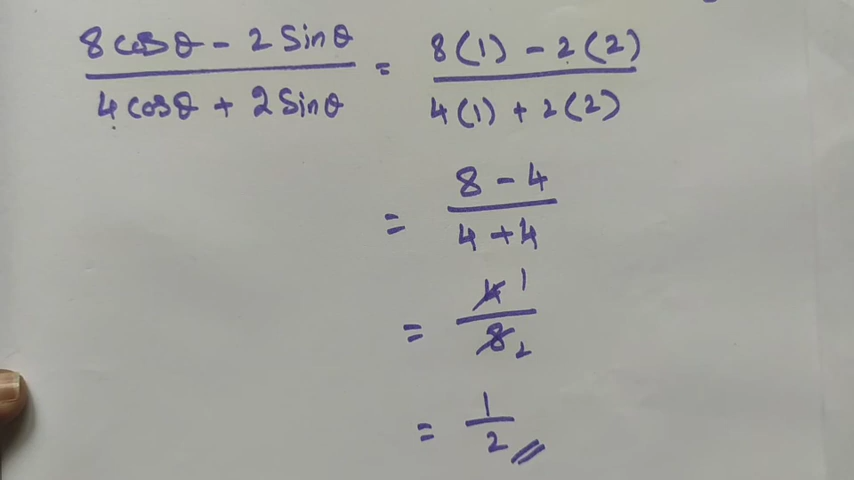 8 cosθ - 2 Sinθ / 4 cosθ + 2 Sinθ = 8(1) - 2(2) / 4(1) + 2(2)
= 8 - 4 / 4 + 4
= 4 1 / 8 2
= 1 / 2